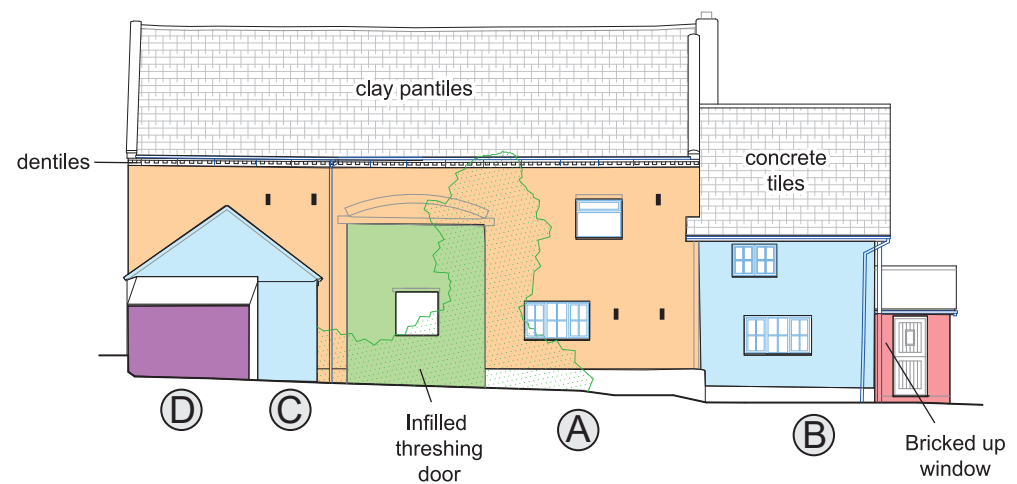 clay pantiles
dentiles
concrete
tiles
D
C
A
B
Infilled
threshing
door
Bricked up
window